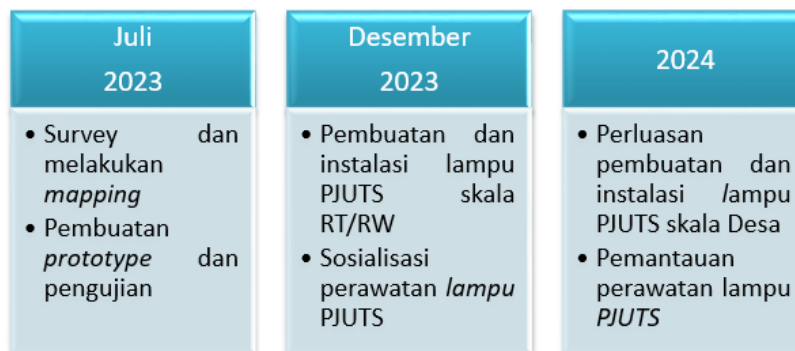 Juli
2023
• Survey dan
melakukan
mapping
• Pembuatan
prototype dan
pengujian
Desember
2023
• Pembuatan dan
instalasi lampu
PJUTS skala
RT/RW
• Sosialisasi
perawatan lampu
PJUTS
2024
• Perluasan
pembuatan dan
instalasi lampu
PJUTS skala Desa
• Pemantauan
perawatan lampu
PJUTS